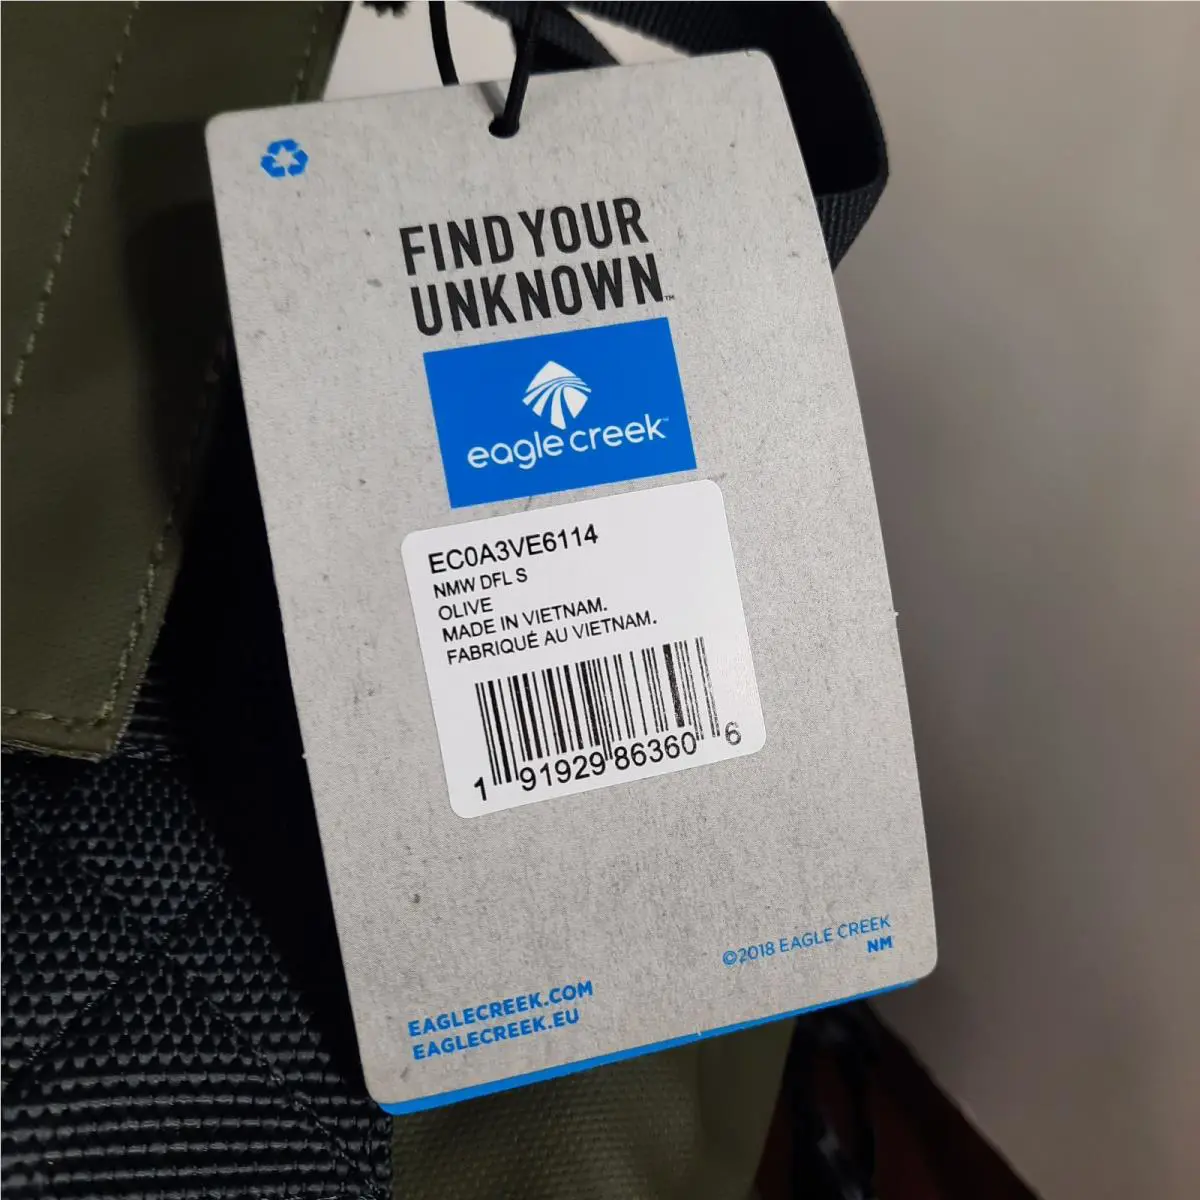 FIND YOUR
UNKNOWN™
eagle creek™
EC0A3VE6114
NMW DFL S
OLIVE
MADE IN VIETNAM.
FABRIQUÉ AU VIETNAM.
1 91929 86360 6
©2018 EAGLE CREEK
NM
EAGLECREEK.COM
EAGLECREEK.EU